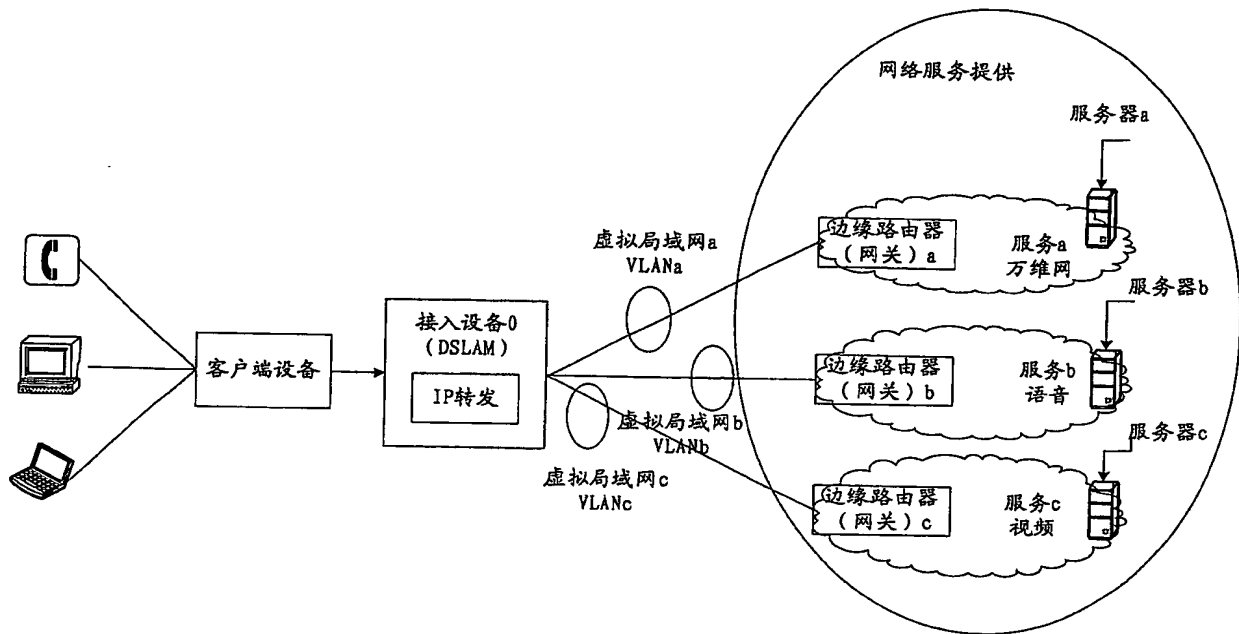 网络服务提供
服务器a
边缘路由器
（网关）a
服务a
万维网
虚拟局域网a
VLANa
服务器b
接入设备0
（DSLAM）
IP转发
客户端设备
边缘路由器
（网关）b
服务b
语音
虚拟局域网b
VLANb
服务器c
虚拟局域网c
VLANc
边缘路由器
（网关）c
服务c
视频